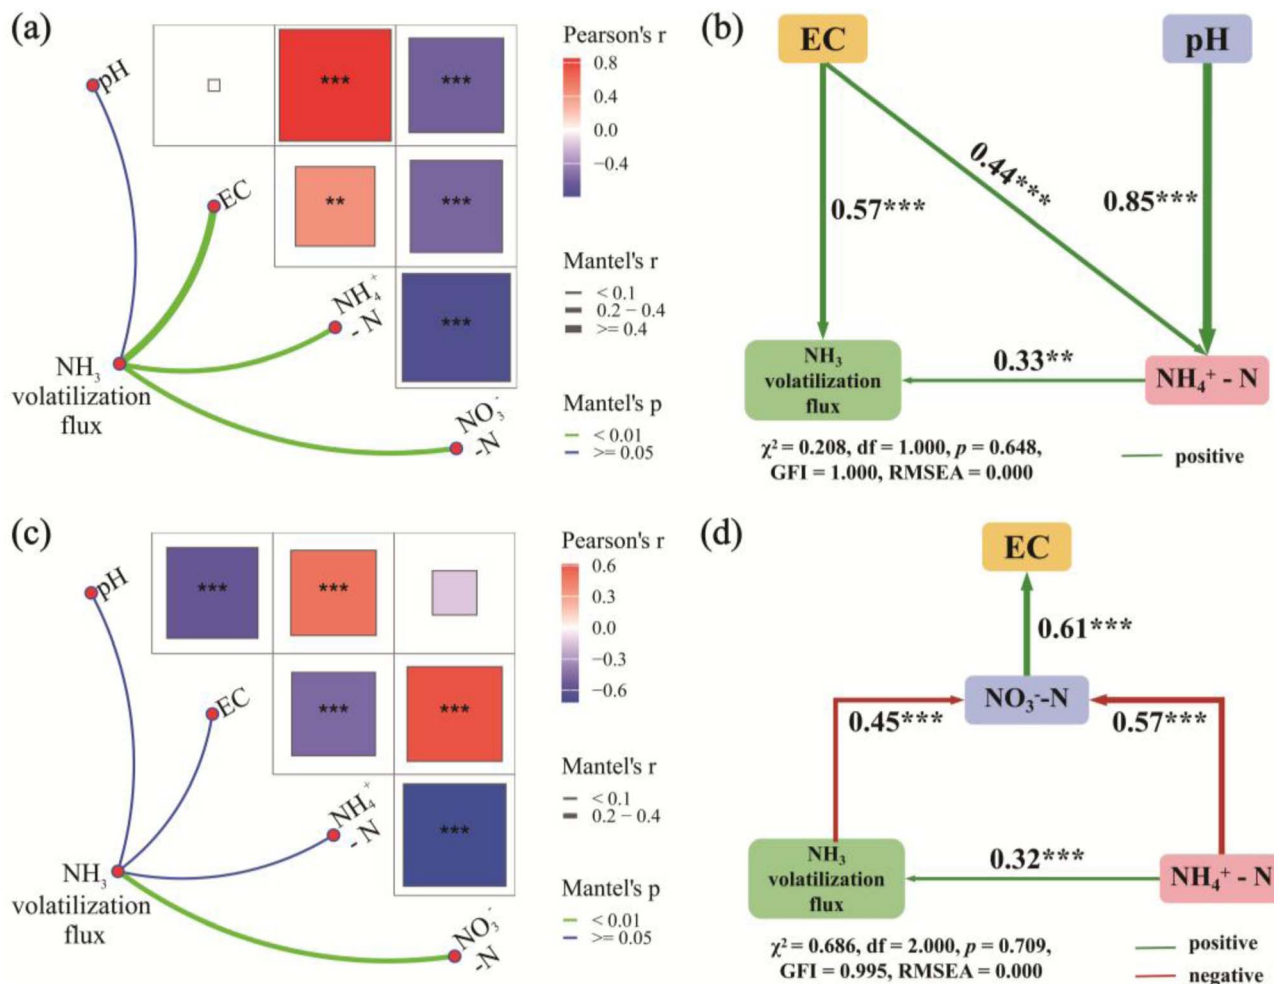 (a)
pH
EC
NH₄⁺
- N
NO₃⁻
-N
NH₃
volatilization
flux
***
***
**
***
***
Pearson's r
0.8
0.4
0.0
−0.4
Mantel's r
< 0.1
0.2 − 0.4
>= 0.4
Mantel's p
< 0.01
>= 0.05
(b)
EC
pH
0.57***
0.44***
0.85***
NH₃
volatilization
flux
0.33**
NH₄⁺ - N
χ² = 0.208, df = 1.000, p = 0.648,
GFI = 1.000, RMSEA = 0.000
positive
(c)
pH
EC
NH₄⁺
- N
NO₃⁻
-N
NH₃
volatilization
flux
***
***
***
***
***
Pearson's r
0.6
0.3
0.0
−0.3
−0.6
Mantel's r
< 0.1
0.2 − 0.4
Mantel's p
< 0.01
>= 0.05
(d)
EC
0.61***
NO₃⁻-N
0.45***
0.57***
NH₃
volatilization
flux
0.32***
NH₄⁺ - N
χ² = 0.686, df = 2.000, p = 0.709,
GFI = 0.995, RMSEA = 0.000
positive
negative